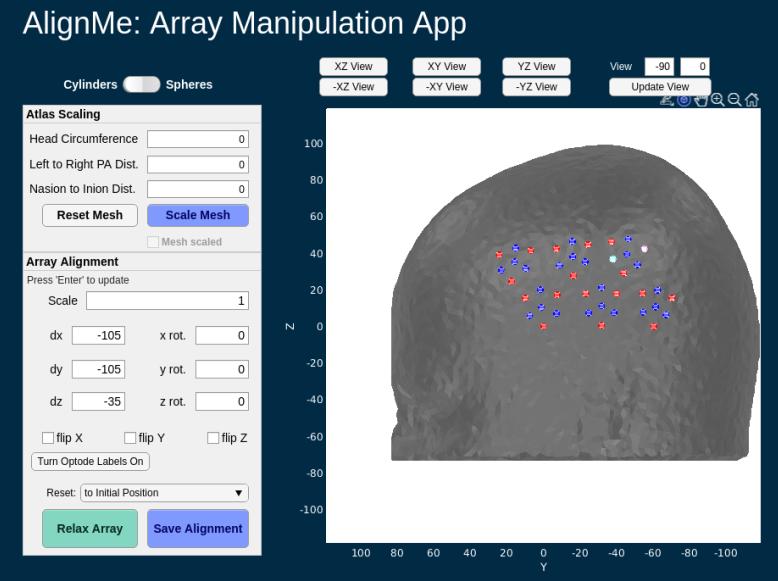 AlignMe: Array Manipulation App
XZ View XY View YZ View View -90 0
-XZ View -XY View -YZ View Update View
Cylinders Spheres
Atlas Scaling
Head Circumference 0
Left to Right PA Dist. 0
Nasion to Inion Dist. 0
Reset Mesh Scale Mesh
Mesh scaled
Array Alignment
Press 'Enter' to update
Scale 1
dx -105 x rot. 0
dy -105 y rot. 0
dz -35 z rot. 0
flip X flip Y flip Z
Turn Optode Labels On
Reset: to Initial Position
Relax Array Save Alignment
100
80
60
40
20
0
-20
-40
-60
-80
-100
Z
100 80 60 40 20 0 -20 -40 -60 -80 -100
Y